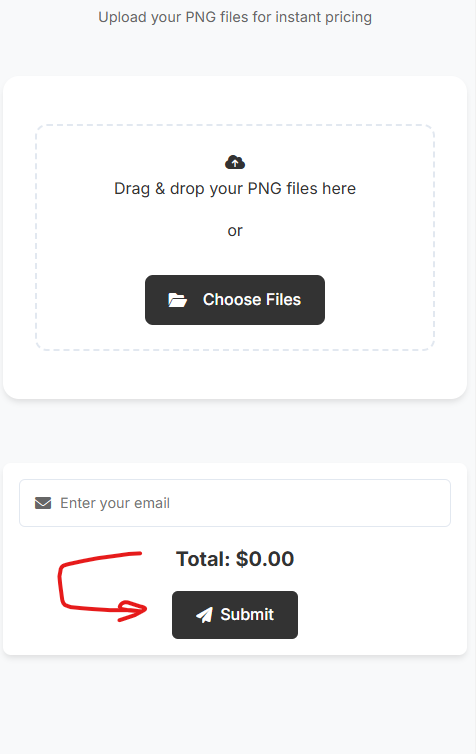 Upload your PNG files for instant pricing
Drag & drop your PNG files here
or
Choose Files
Enter your email
Total: $0.00
Submit